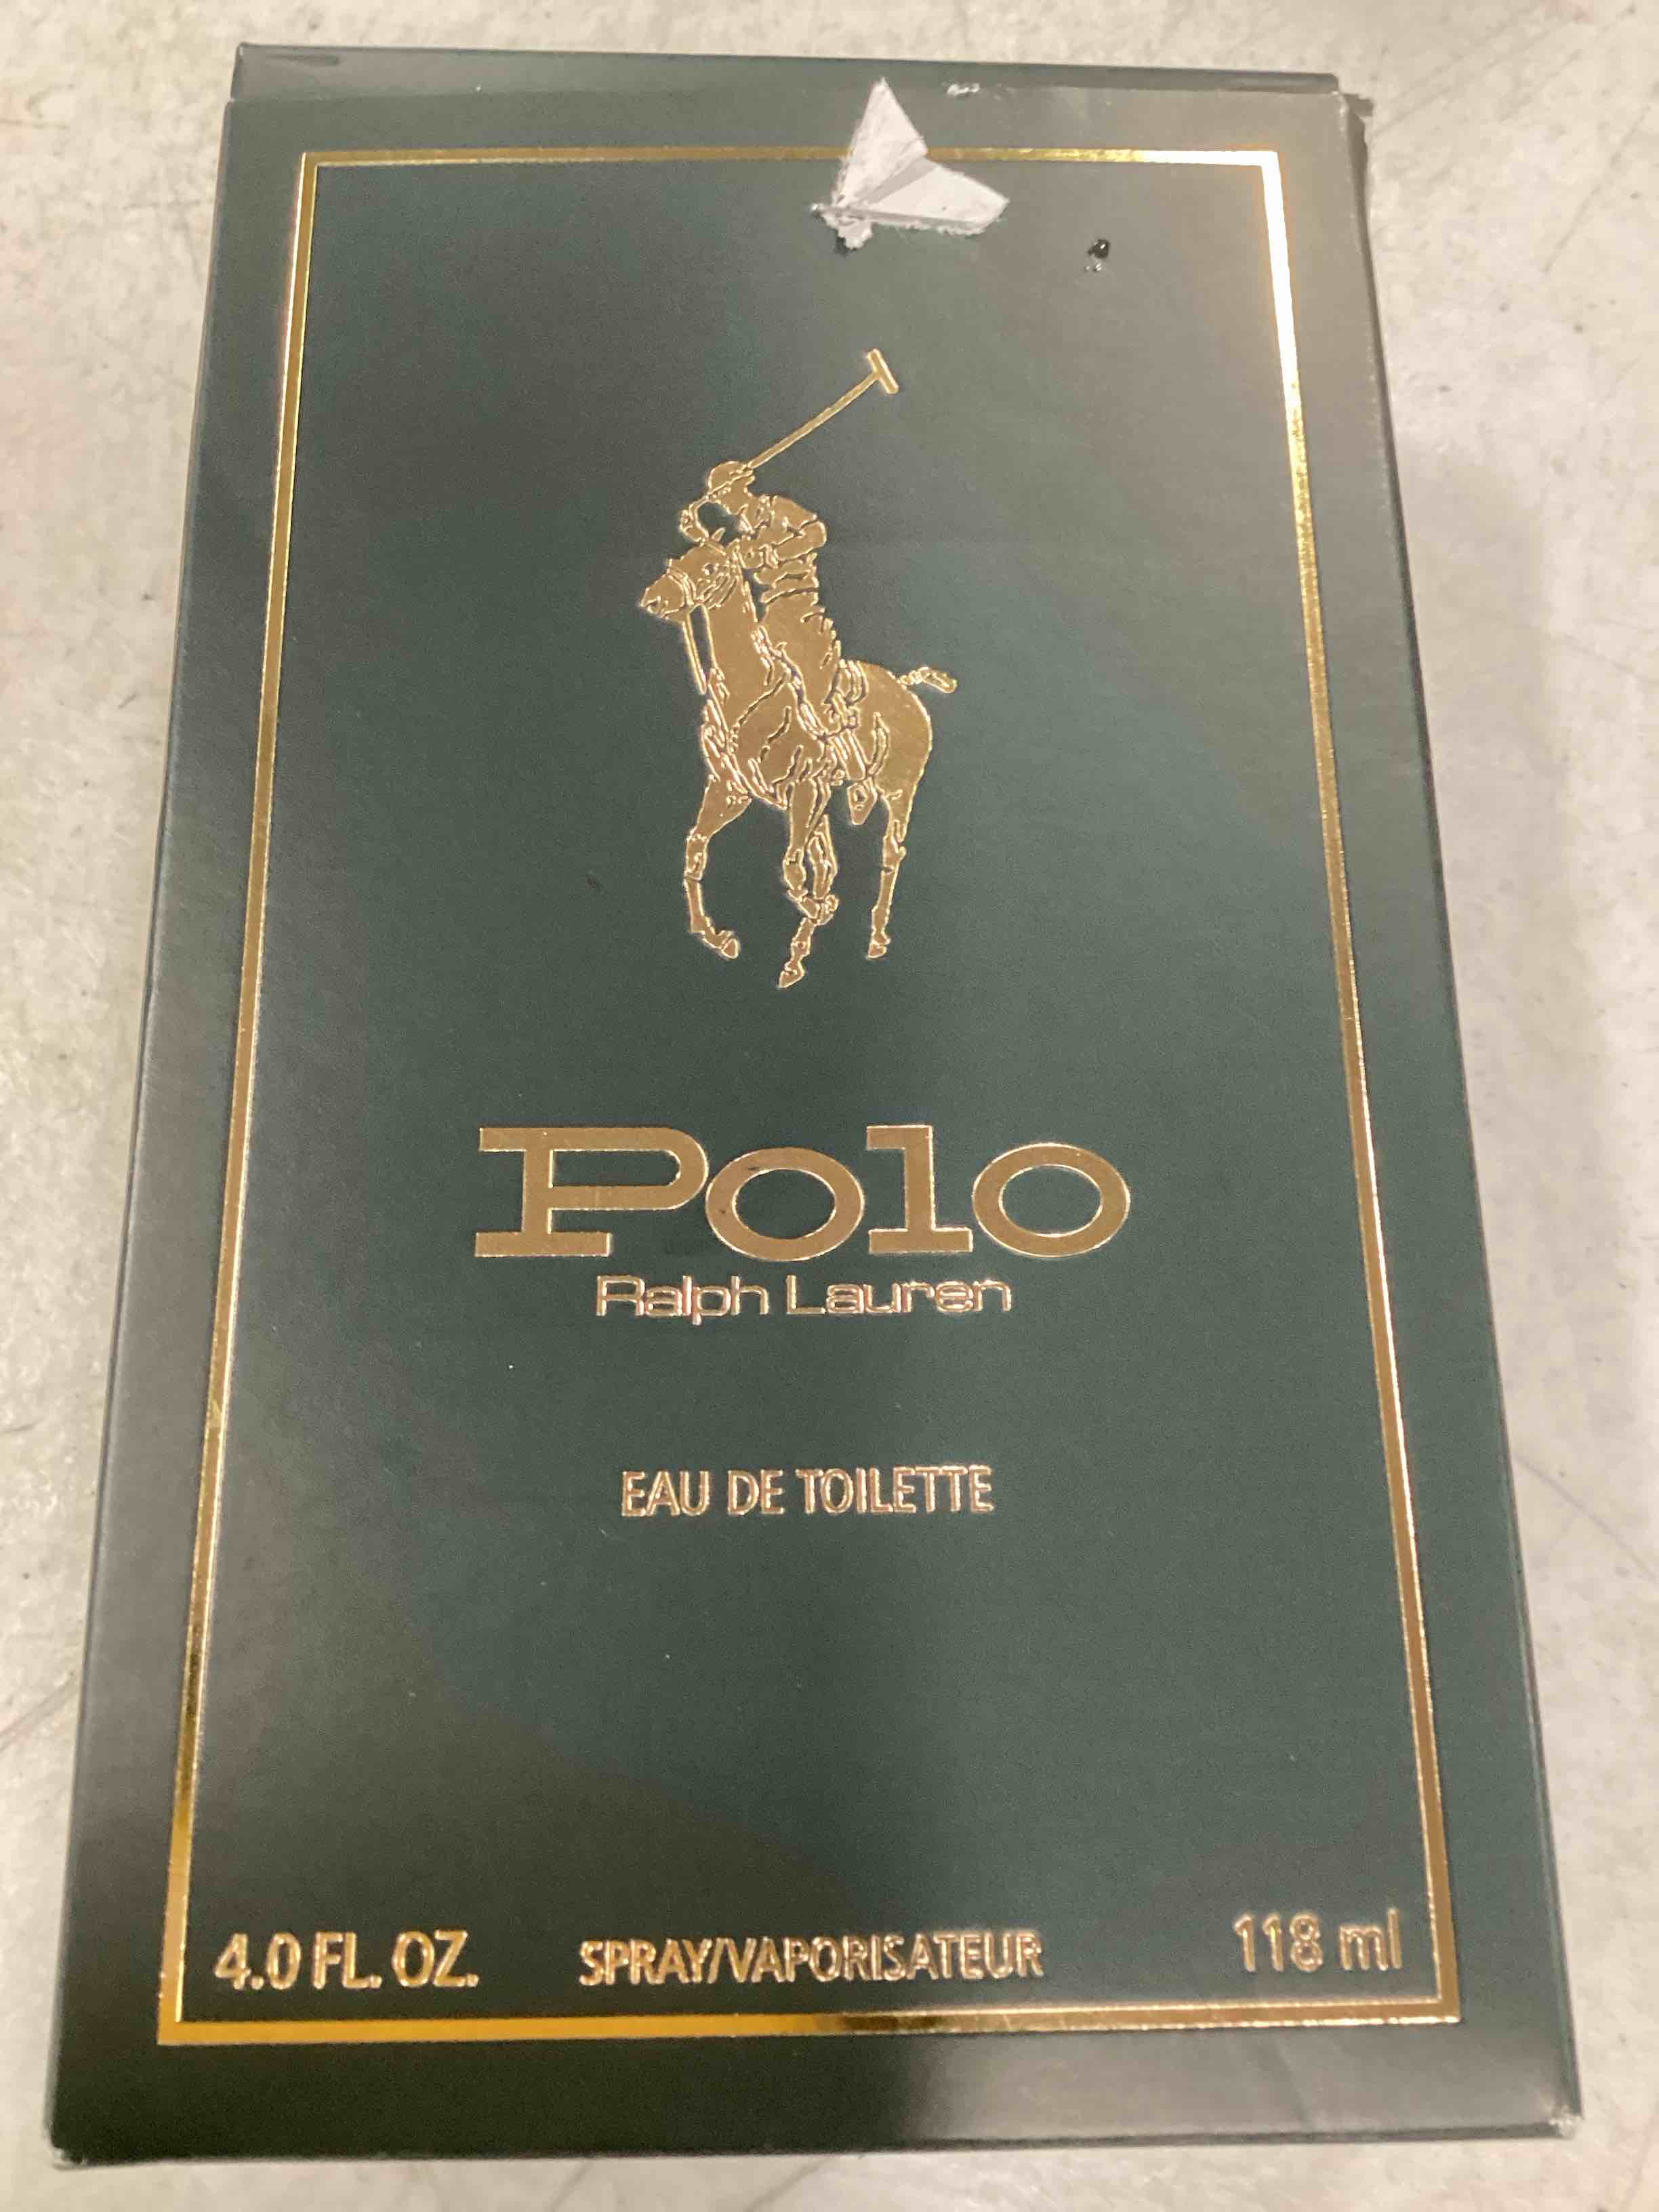 Polo
Ralph Lauren
EAU DE TOILETTE
4.0 FL. OZ. SPRAY/VAPORISATEUR 118 ml